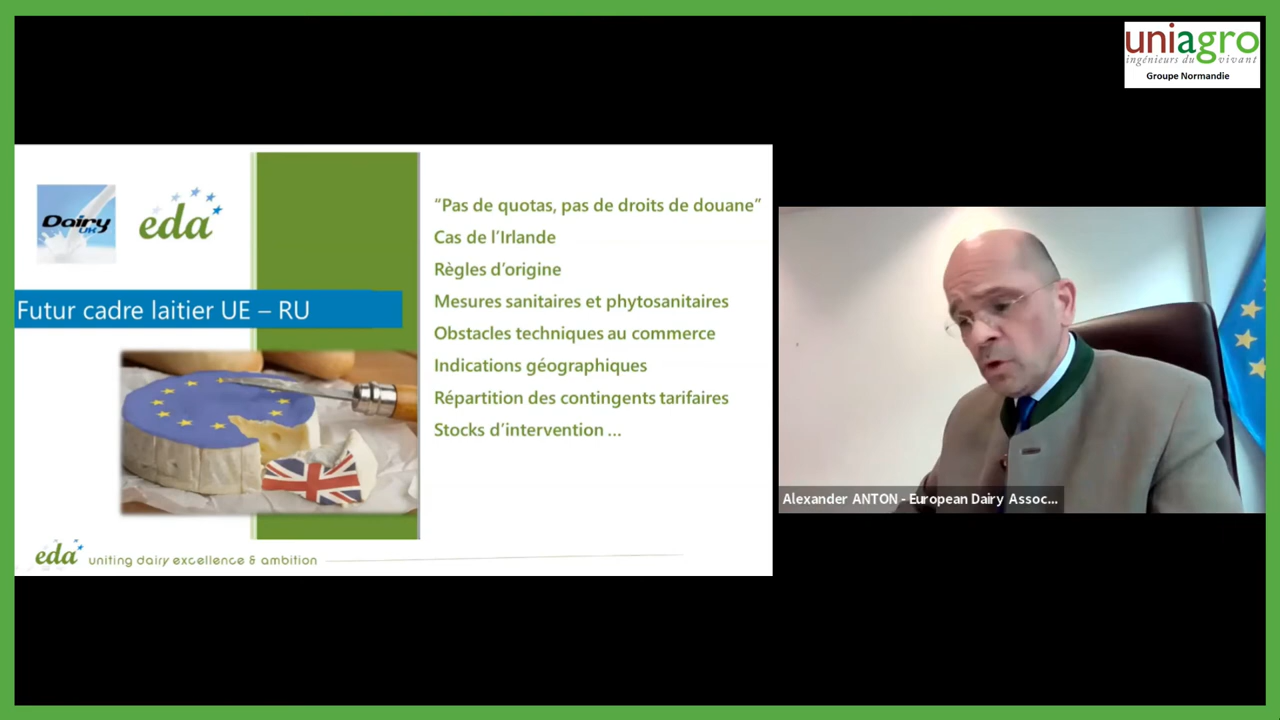 uniagro
ingénieurs du vivant
Groupe Normandie
Dairy
UK
eda
"Pas de quotas, pas de droits de douane"
Cas de l'Irlande
Règles d'origine
Mesures sanitaires et phytosanitaires
Obstacles techniques au commerce
Indications géographiques
Répartition des contingents tarifaires
Stocks d'intervention ...
Futur cadre laitier UE – RU
eda uniting dairy excellence & ambition
Alexander ANTON - European Dairy Assoc...